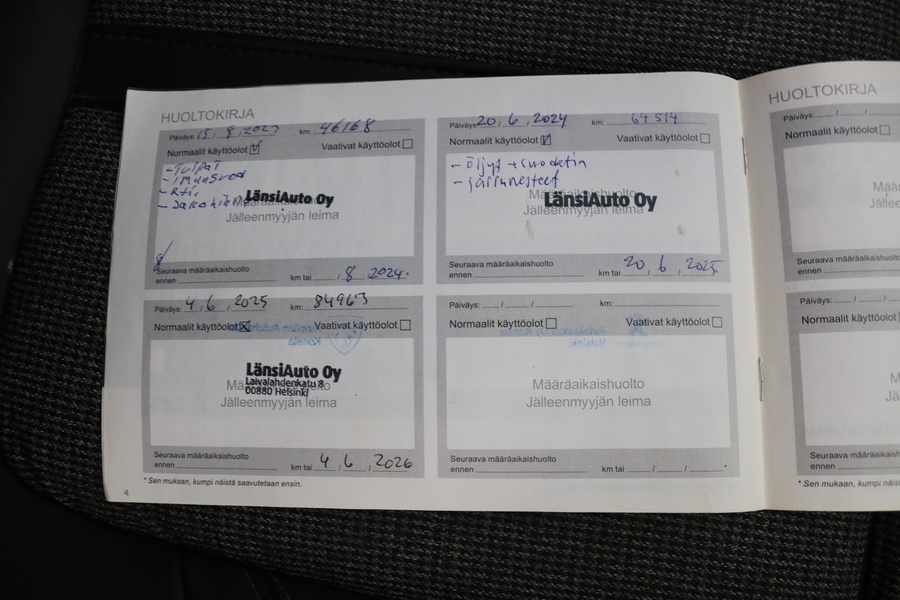 HUOLTOKIRJA
Päiväys: 15, 8, 2023 km: 46168
Normaalit käyttöolot Vaativat käyttöolot
- Tulpat
- Rati
LänsiAuto Oy
Jälleenmyyjän leima
Seuraava määräaikaishuolto
ennen km tai / 8 2024.
Päiväys: 20, 6, 2024 km: 64514
Normaalit käyttöolot Vaativat käyttöolot
- öljyt + suodatin
- jarrunesteet
Määräaikaishuolto
LänsiAuto Oy
Jälleenmyyjän leima
Seuraava määräaikaishuolto
ennen km tai 20, 6, 2025
Päiväys: 4, 6, 2025 km: 84963
Normaalit käyttöolot Vaativat käyttöolot
LänsiAuto Oy
Laivalahdenkatu 8
00880 Helsinki
Jälleenmyyjän leima
Seuraava määräaikaishuolto
ennen km tai 4, 6, 2026
Päiväys: / / km:
Normaalit käyttöolot Vaativat käyttöolot
Määräaikaishuolto
Jälleenmyyjän leima
Seuraava määräaikaishuolto
ennen km tai / / *
* Sen mukaan, kumpi näistä saavutetaan ensin.
4
HUOLTOKIRJA
Päiväys: / /
Normaalit käyttöolot
Seuraava määräaikaishuolto
ennen
Päiväys: / /
Normaalit käyttöolot
Seuraava määräaikaishuolto
ennen
* Sen mukaan, kumpi